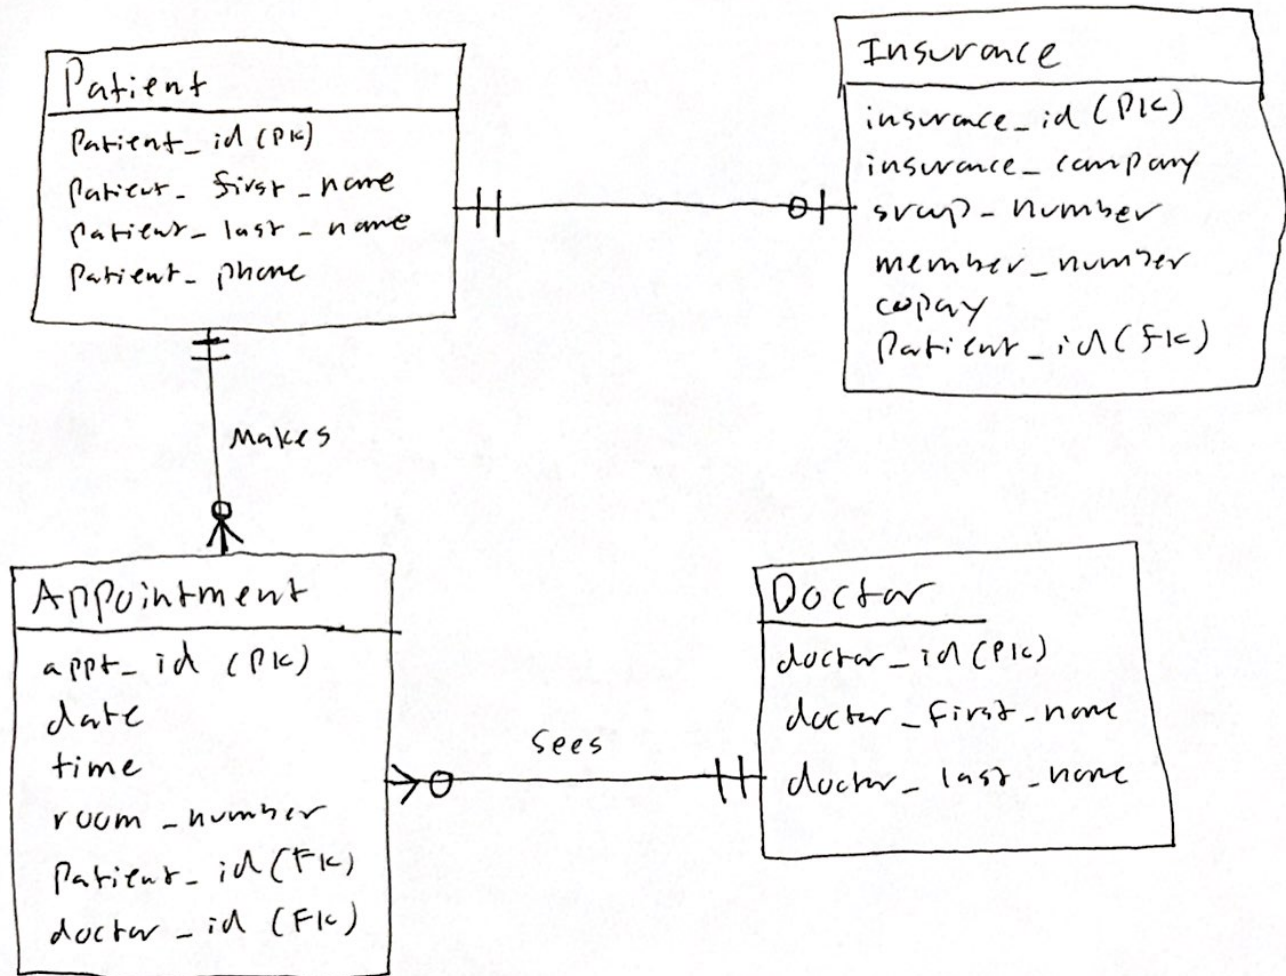 Patient
Patient_id (PK)
patient_first_name
patient_last_name
patient_phone
Insurance
insurance_id (PK)
insurance_company
group_number
member_number
copay
Patient_id (FK)
Makes
Appointment
appt_id (PK)
date
time
room_number
Patient_id (FK)
doctor_id (FK)
Sees
Doctor
doctor_id (PK)
doctor_first_name
doctor_last_name